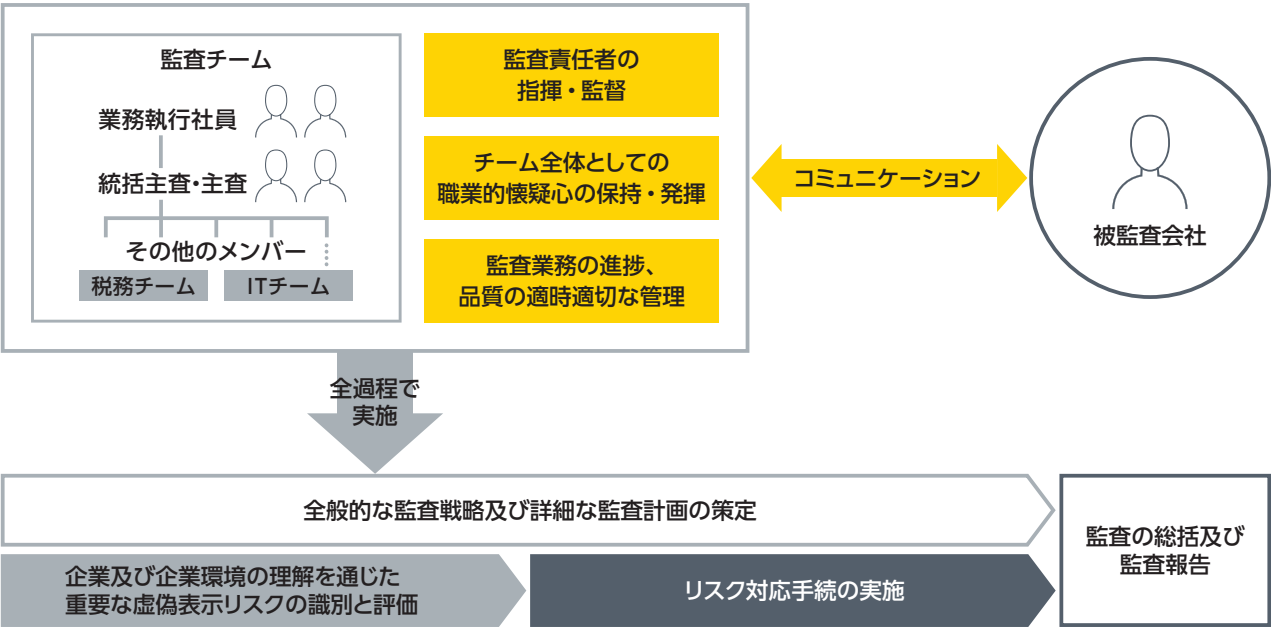 監査チーム
業務執行社員
統括主査・主査
その他のメンバー
税務チーム
ITチーム
監査責任者の
指揮・監督
チーム全体としての
職業的懐疑心の保持・発揮
監査業務の進捗、
品質の適時適切な管理
コミュニケーション
被監査会社
全過程で
実施
全般的な監査戦略及び詳細な監査計画の策定
企業及び企業環境の理解を通じた
重要な虚偽表示リスクの識別と評価
リスク対応手続の実施
監査の総括及び
監査報告